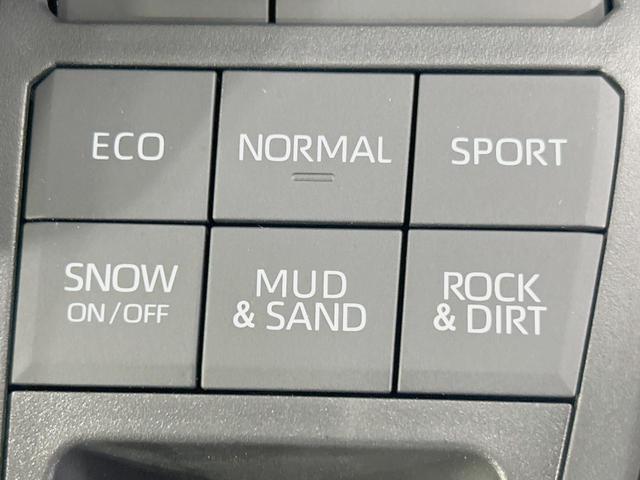 ECO
NORMAL
SPORT
SNOW
ON/OFF
MUD
& SAND
ROCK
& DIRT